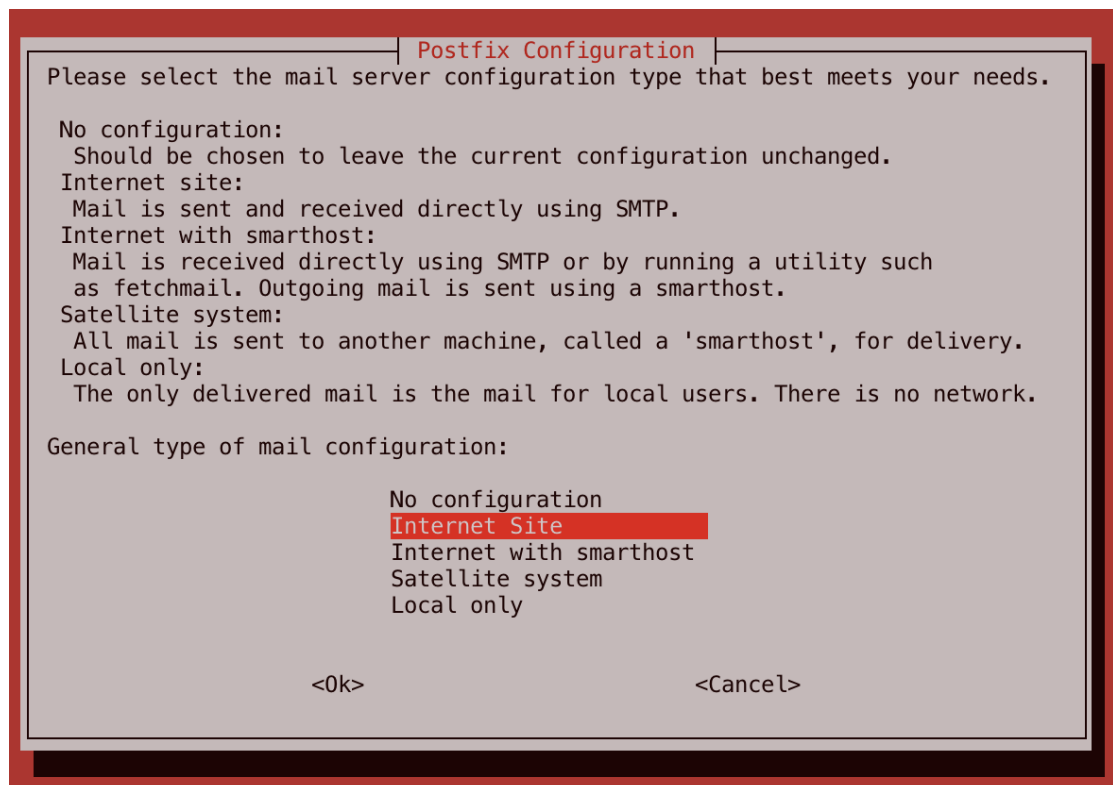 Postfix Configuration
Please select the mail server configuration type that best meets your needs.
No configuration:
Should be chosen to leave the current configuration unchanged.
Internet site:
Mail is sent and received directly using SMTP.
Internet with smarthost:
Mail is received directly using SMTP or by running a utility such
as fetchmail. Outgoing mail is sent using a smarthost.
Satellite system:
All mail is sent to another machine, called a 'smarthost', for delivery.
Local only:
The only delivered mail is the mail for local users. There is no network.
General type of mail configuration:
No configuration
Internet Site
Internet with smarthost
Satellite system
Local only
<Ok> <Cancel>